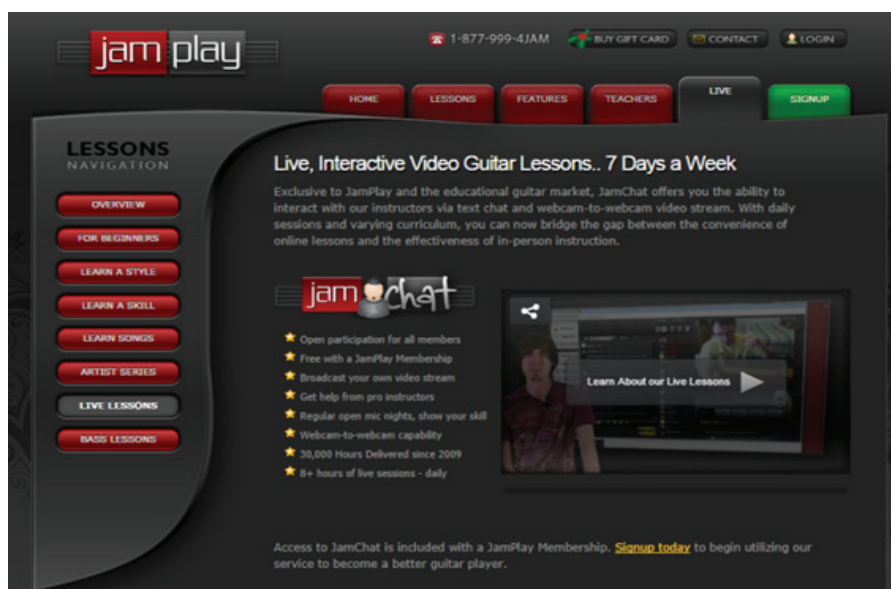 jam play
1-877-999-4JAM
BUY GIFT CARD
CONTACT
LOGIN
HOME
LESSONS
FEATURES
TEACHERS
LIVE
SIGNUP
LESSONS
NAVIGATION
OVERVIEW
FOR BEGINNERS
LEARN A STYLE
LEARN A SKILL
LEARN SONGS
ARTIST SERIES
LIVE LESSONS
BASS LESSONS
Live, Interactive Video Guitar Lessons.. 7 Days a Week
Exclusive to JamPlay and the educational guitar market, JamChat offers you the ability to
interact with our instructors via text chat and webcam-to-webcam video stream. With daily
sessions and varying curriculum, you can now bridge the gap between the convenience of
online lessons and the effectiveness of in-person instruction.
jam chat
Open participation for all members
Free with a JamPlay Membership
Broadcast your own video stream
Get help from pro instructors
Regular open mic nights, show your skill
Webcam-to-webcam capability
30,000 Hours Delivered since 2009
8+ hours of live sessions - daily
Learn About our Live Lessons
Access to JamChat is included with a JamPlay Membership. Signup today to begin utilizing our
service to become a better guitar player.